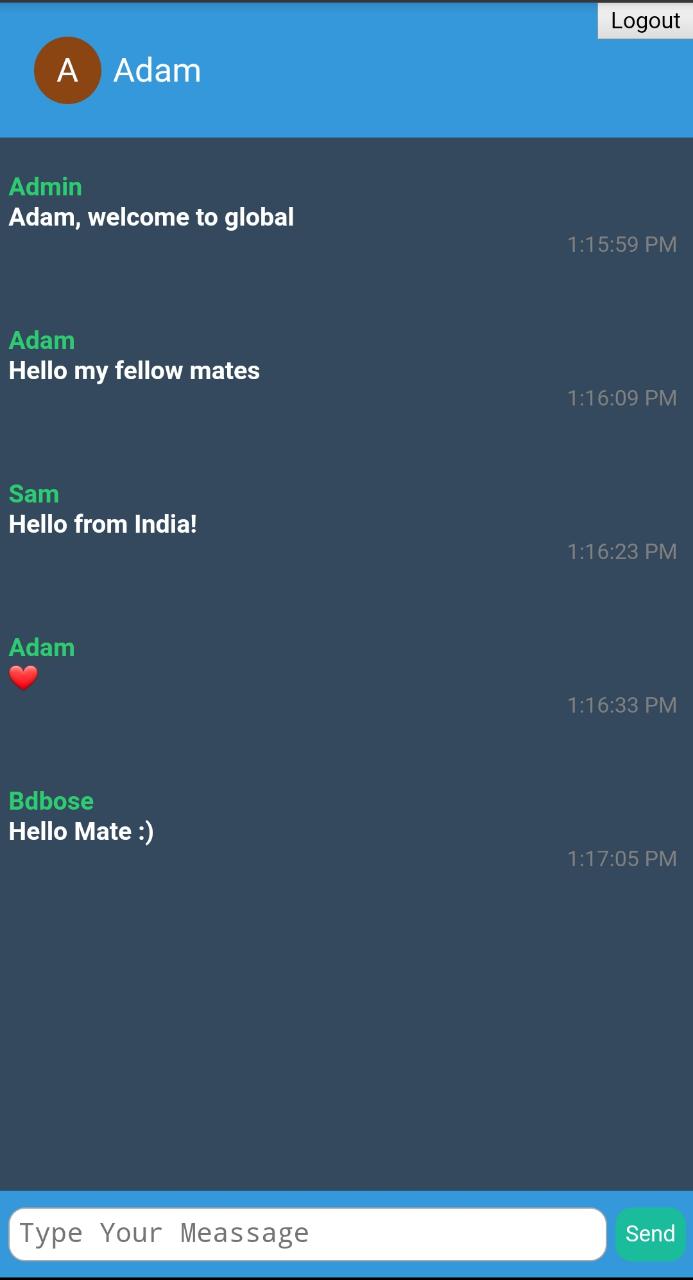 Logout
A Adam
Admin
Adam, welcome to global
1:15:59 PM
Adam
Hello my fellow mates
1:16:09 PM
Sam
Hello from India!
1:16:23 PM
Adam
❤️
1:16:33 PM
Bdbose
Hello Mate :)
1:17:05 PM
Type Your Meassage Send